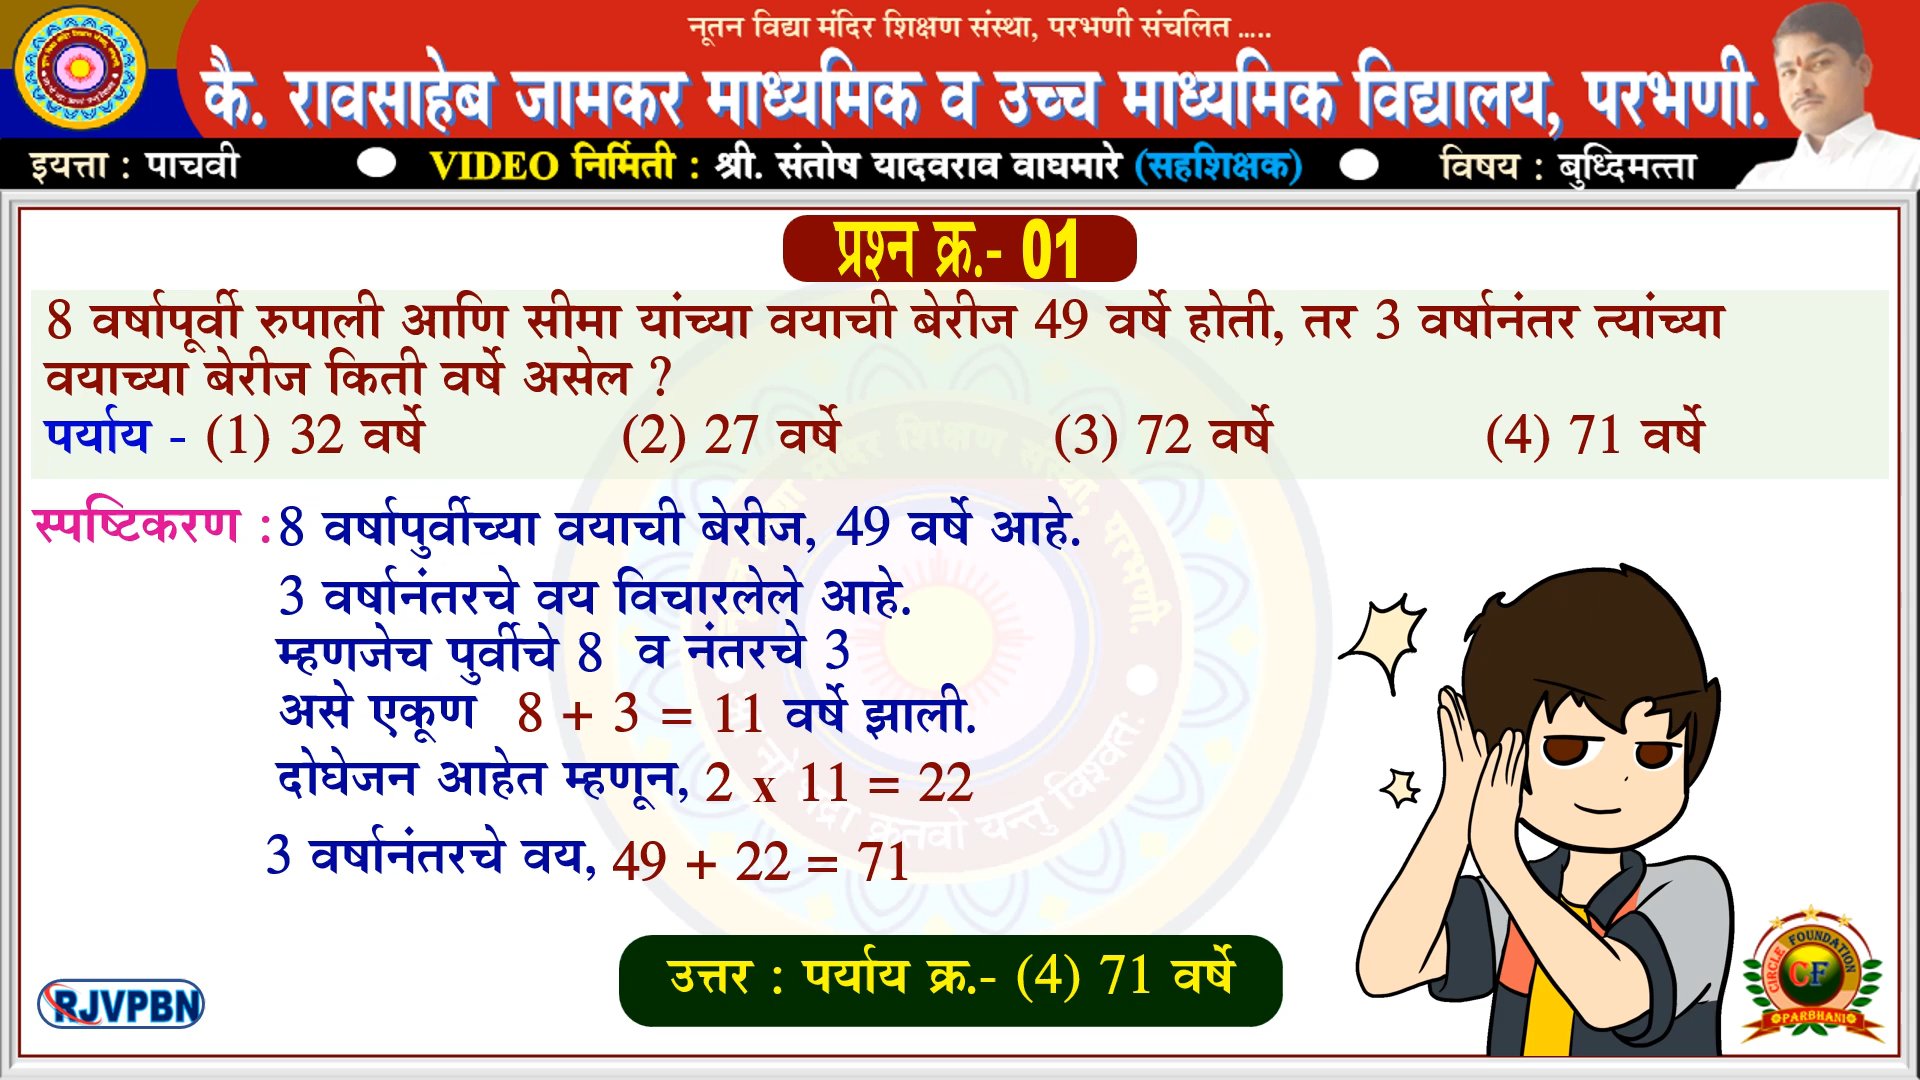 नूतन विद्या मंदिर शिक्षण संस्था, परभणी संचलित .....
कै. रावसाहेब जामकर माध्यमिक व उच्च माध्यमिक विद्यालय, परभणी.
इयत्ता : पाचवी VIDEO निर्मिती : श्री. संतोष यादवराव वाघमारे (सहशिक्षक) विषय : बुध्दिमत्ता
प्रश्न क्र.- 01
8 वर्षापूर्वी रुपाली आणि सीमा यांच्या वयाची बेरीज 49 वर्षे होती, तर 3 वर्षानंतर त्यांच्या
वयाच्या बेरीज किती वर्षे असेल ?
पर्याय - (1) 32 वर्षे (2) 27 वर्षे (3) 72 वर्षे (4) 71 वर्षे
स्पष्टिकरण : 8 वर्षापुर्वीच्या वयाची बेरीज, 49 वर्षे आहे.
3 वर्षानंतरचे वय विचारलेले आहे.
म्हणजेच पुर्वीचे 8 व नंतरचे 3
असे एकूण 8 + 3 = 11 वर्षे झाली.
दोघेजन आहेत म्हणून, 2 x 11 = 22
3 वर्षानंतरचे वय, 49 + 22 = 71
उत्तर : पर्याय क्र.- (4) 71 वर्षे
RJVPBN
CIRCLE FOUNDATION
CF
PARBHANI